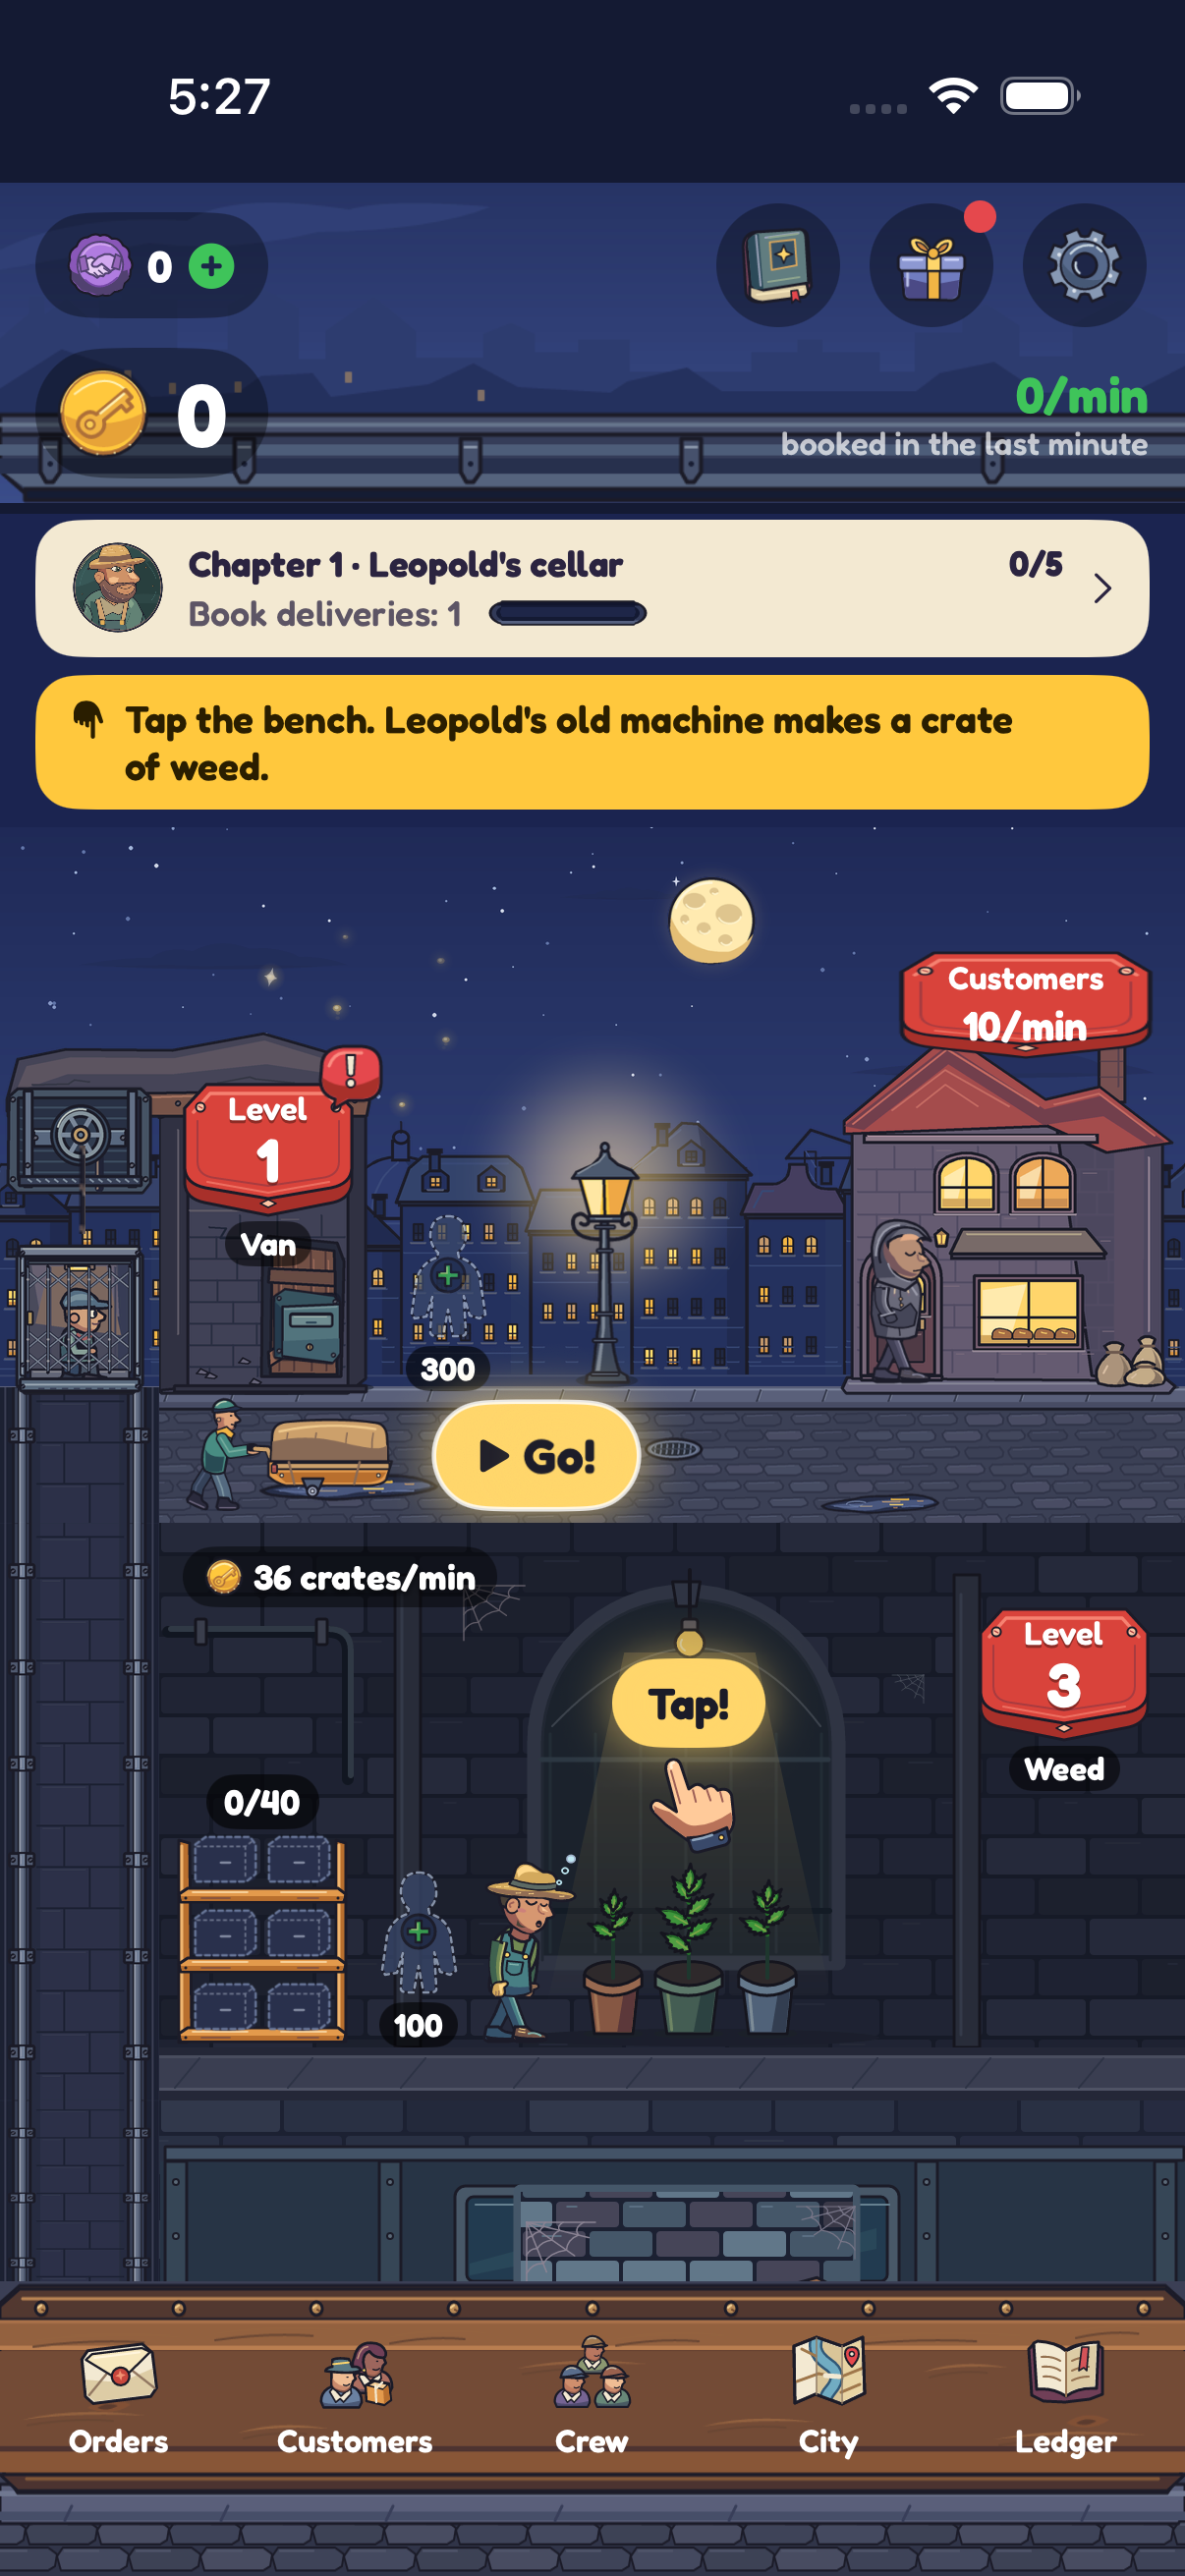 5:27
0
0
0/min
booked in the last minute
Chapter 1 · Leopold's cellar
0/5
Book deliveries: 1
Tap the bench. Leopold's old machine makes a crate
of weed.
Customers
10/min
Level
1
Van
300
Go!
36 crates/min
Tap!
Level
3
Weed
0/40
100
Orders
Customers
Crew
City
Ledger